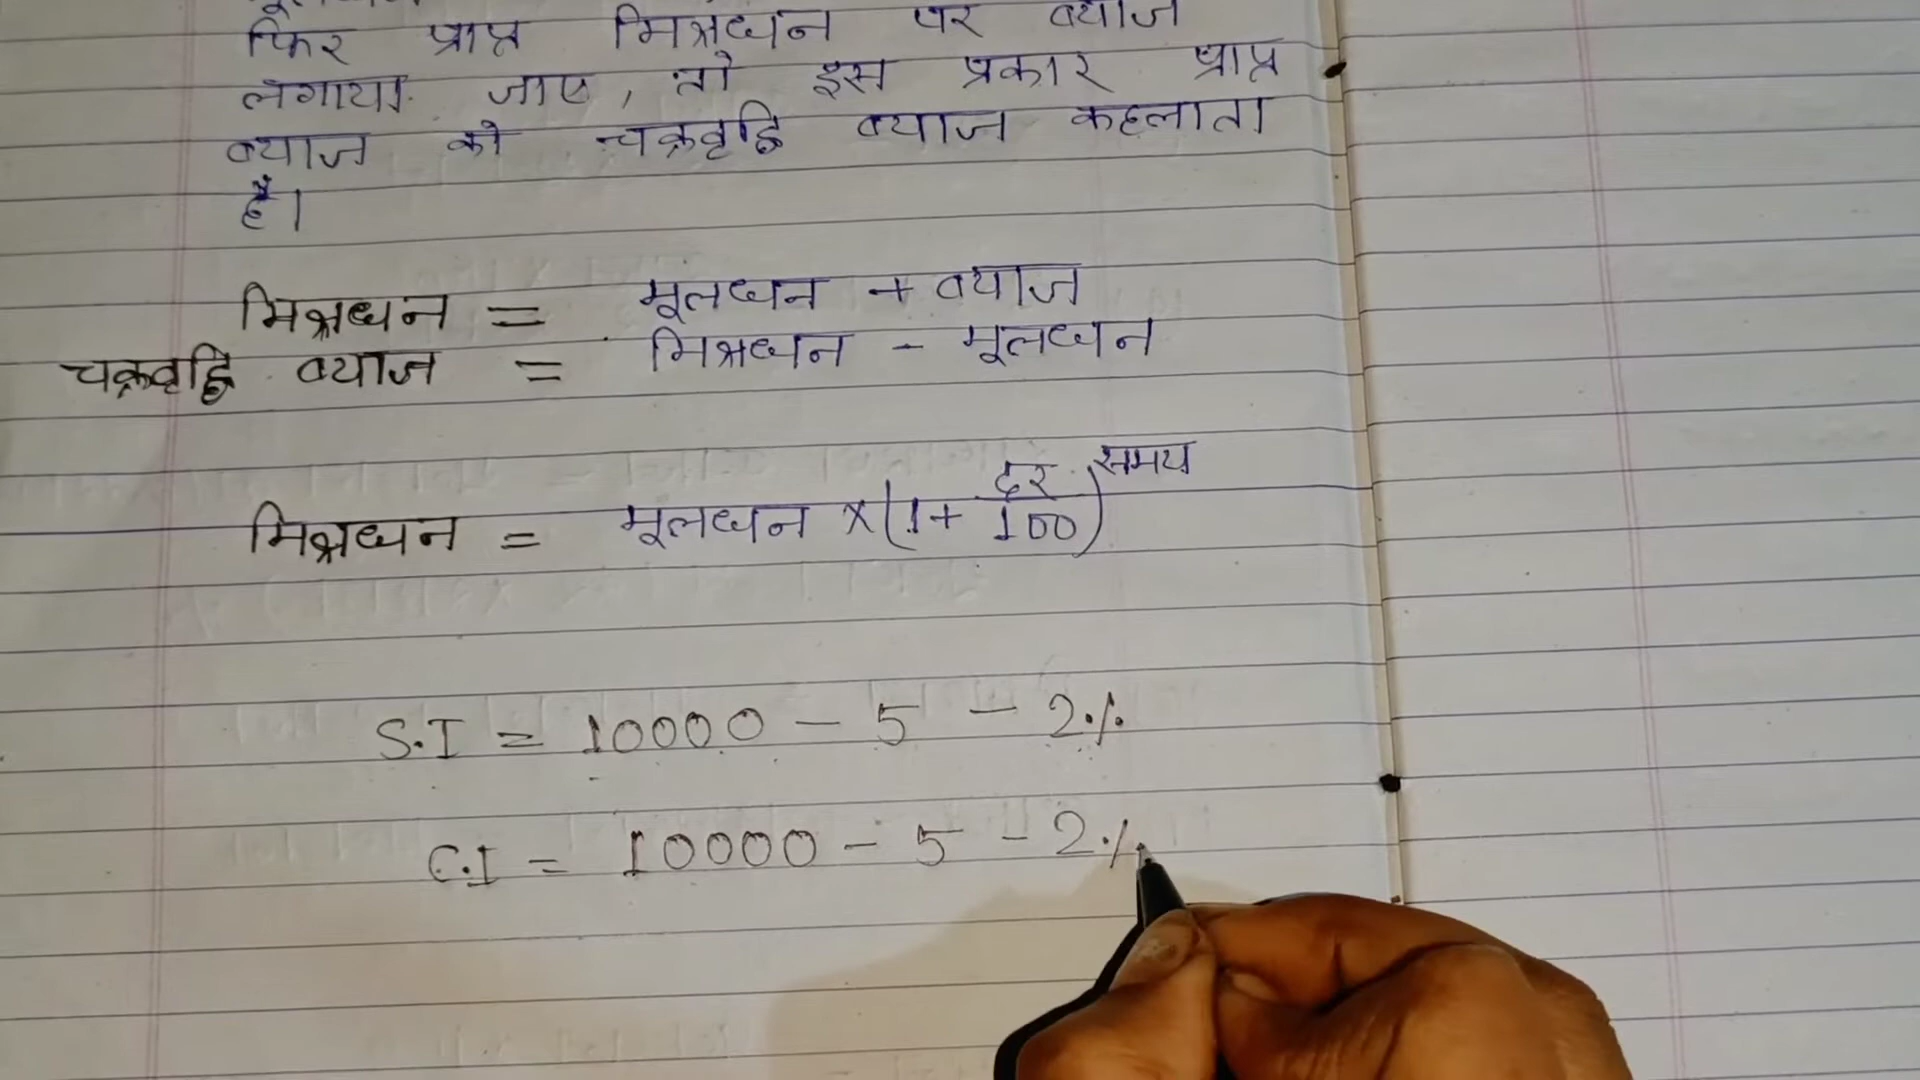 फिर प्राप्त मिश्रधन पर ब्याज
लगाया जाए, तो इस प्रकार प्राप्त
ब्याज को चक्रवृद्धि ब्याज कहलाता
है।
मिश्रधन = मूलधन + ब्याज
चक्रवृद्धि ब्याज = मिश्रधन - मूलधन
मिश्रधन = मूलधन × (1 + दर/100)^समय
S.I = 10000 - 5 - 2%
C.I = 10000 - 5 - 2%